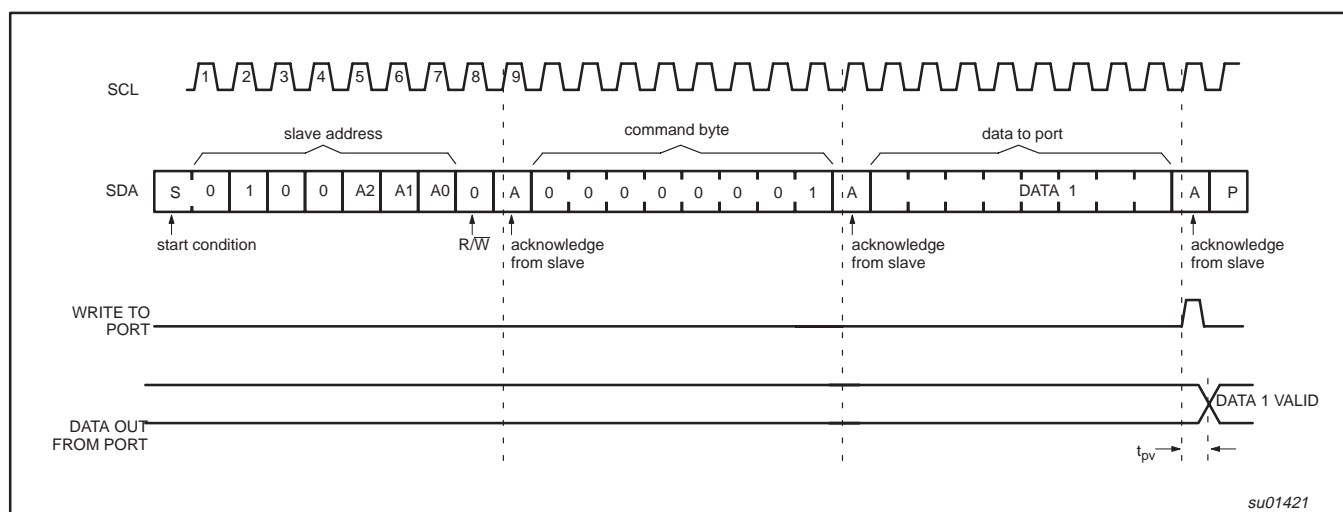 SCL 1 2 3 4 5 6 7 8 9
slave address command byte data to port
SDA S 0 1 0 0 A2 A1 A0 0 A 0 0 0 0 0 0 0 1 A DATA 1 A P
start condition R/W̅ acknowledge from slave acknowledge from slave acknowledge from slave
WRITE TO
PORT
DATA 1 VALID
DATA OUT
FROM PORT
tpv
su01421